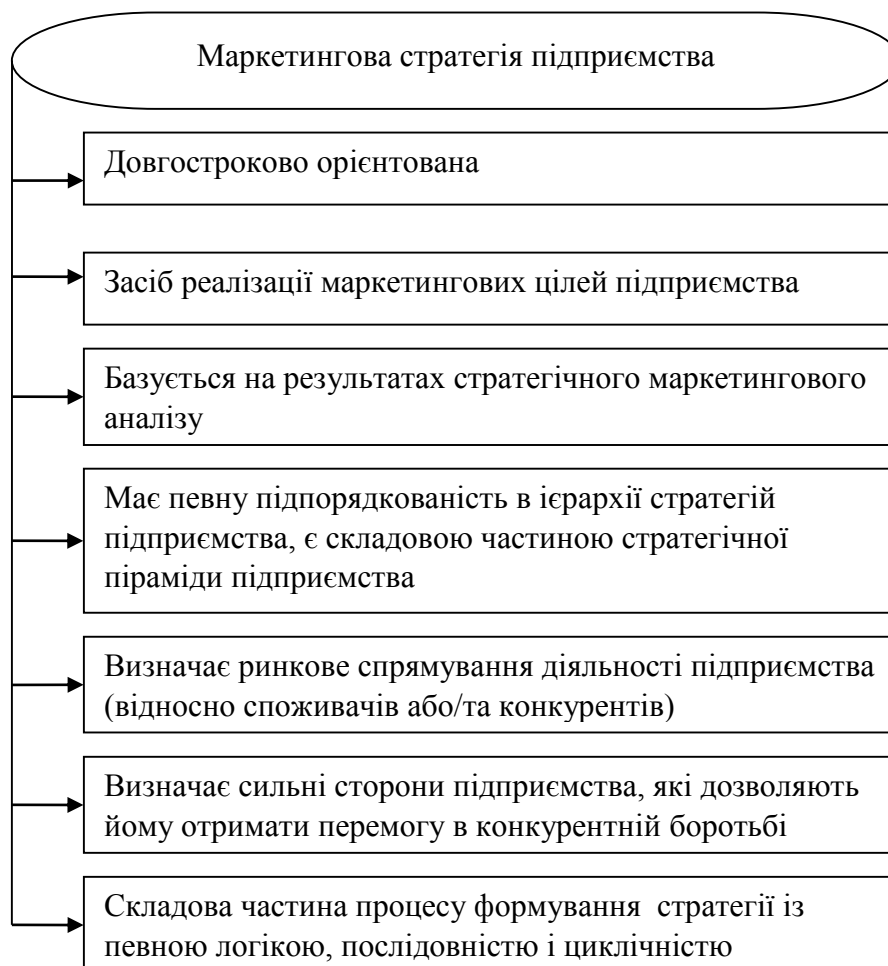 Маркетингова стратегія підприємства
Довгостроково орієнтована
Засіб реалізації маркетингових цілей підприємства
Базується на результатах стратегічного маркетингового
аналізу
Має певну підпорядкованість в ієрархії стратегій
підприємства, є складовою частиною стратегічної
піраміди підприємства
Визначає ринкове спрямування діяльності підприємства
(відносно споживачів або/та конкурентів)
Визначає сильні сторони підприємства, які дозволяють
йому отримати перемогу в конкурентній боротьбі
Складова частина процесу формування  стратегії із
певною логікою, послідовністю і циклічністю